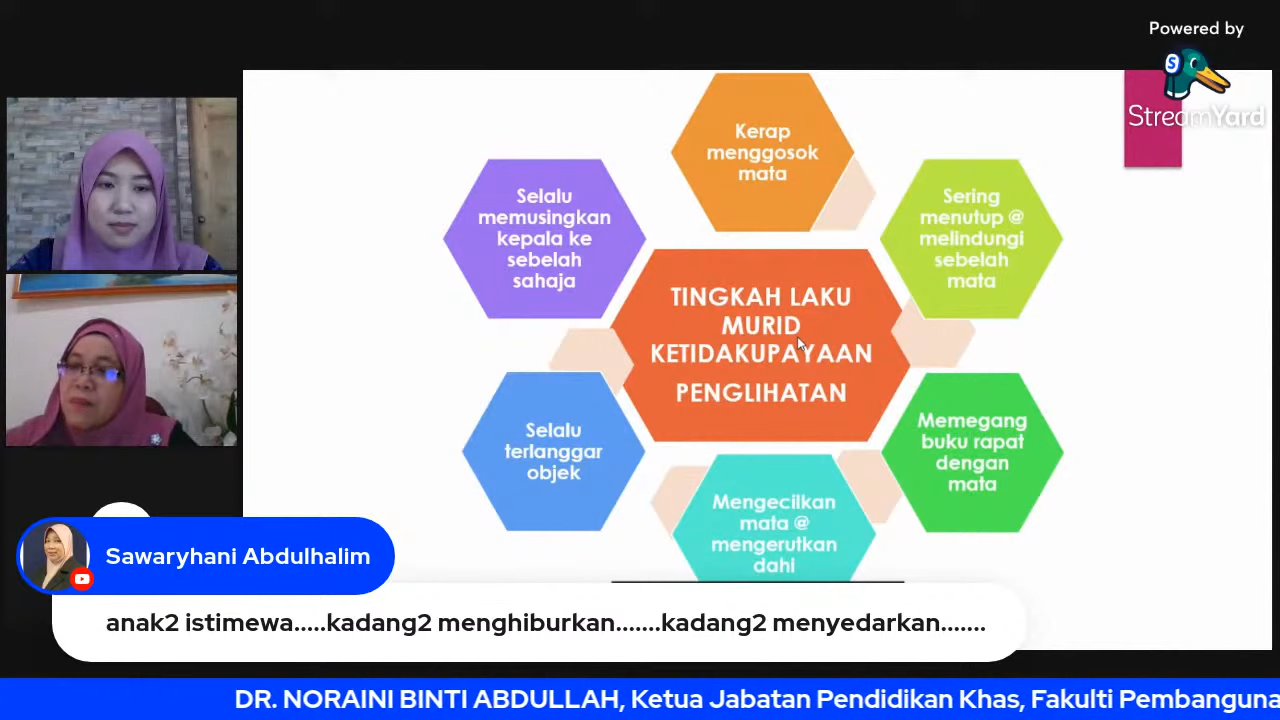 Powered by
StreamYard
Kerap
menggosok
mata
Selalu
memusingkan
kepala ke
sebelah
sahaja
Sering
menutup @
melindungi
sebelah
mata
TINGKAH LAKU
MURID
KETIDAKUPAYAAN
PENGLIHATAN
Selalu
terlanggar
objek
Memegang
buku rapat
dengan
mata
Mengecilkan
mata @
mengerutkan
dahi
Sawaryhani Abdulhalim
anak2 istimewa.....kadang2 menghiburkan.......kadang2 menyedarkan.......
DR. NORAINI BINTI ABDULLAH, Ketua Jabatan Pendidikan Khas, Fakulti Pembanguna